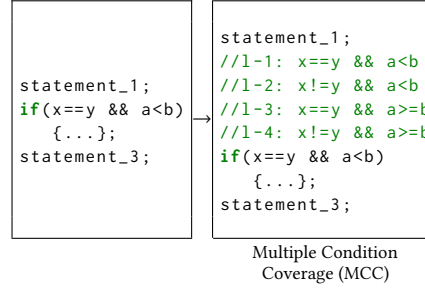 statement_1;
if(x==y && a<b)
{...};
statement_3;
→
statement_1;
//l-1: x==y && a<b
//l-2: x!=y && a<b
//l-3: x==y && a>=b
//l-4: x!=y && a>=b
if(x==y && a<b)
{...};
statement_3;
Multiple Condition
Coverage (MCC)